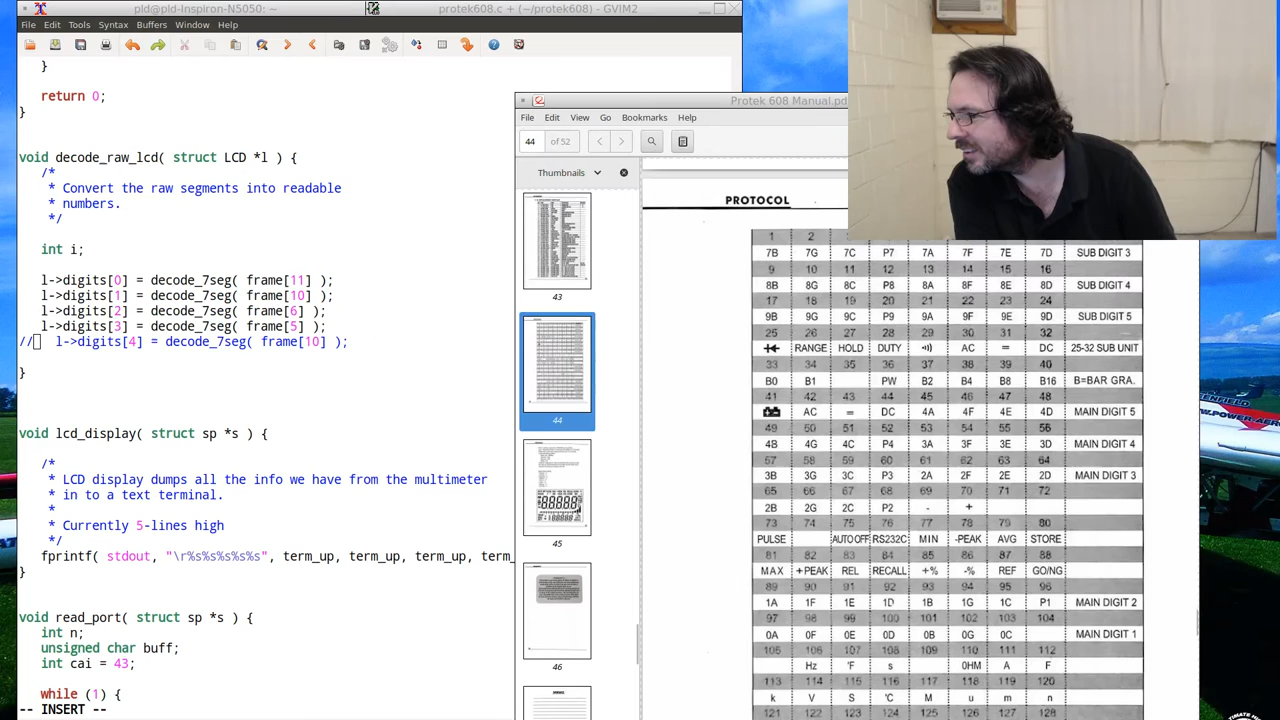 pld@pld-Inspiron-N5050: ~
protek608.c + (~/protek608) - GVIM2
File Edit Tools Syntax Buffers Window Help
}
return 0;
}
void decode_raw_lcd( struct LCD *l ) {
/*
* Convert the raw segments into readable
* numbers.
*/
int i;
l->digits[0] = decode_7seg( frame[11] );
l->digits[1] = decode_7seg( frame[10] );
l->digits[2] = decode_7seg( frame[6] );
l->digits[3] = decode_7seg( frame[5] );
// l->digits[4] = decode_7seg( frame[10] );
}
void lcd_display( struct sp *s ) {
/*
* LCD display dumps all the info we have from the multimeter
* in to a text terminal.
*
* Currently 5-lines high
*/
fprintf( stdout, "\r%s%s%s%s%s", term_up, term_up, term_up, term_
}
void read_port( struct sp *s ) {
int n;
unsigned char buff;
int cai = 43;
while (1) {
-- INSERT --
Protek 608 Manual.pd
File Edit View Go Bookmarks Help
44 of 52
Thumbnails
43
44
45
46
PROTOCOL
1 2
7B 7G 7C P7 7A 7F 7E 7D SUB DIGIT 3
9 10 11 12 13 14 15 16
8B 8G 8C P8 8A 8F 8E 8D SUB DIGIT 4
17 18 19 20 21 22 23 24
9B 9G 9C P9 9A 9F 9E 9D SUB DIGIT 5
25 26 27 28 29 30 31 32
RANGE HOLD DUTY AC = DC 25-32 SUB UNIT
33 34 35 36 37 38 39 40
B0 B1 PW B2 B4 B8 B16 B=BAR GRA.
41 42 43 44 45 46 47 48
AC = DC 4A 4F 4E 4D MAIN DIGIT 5
49 50 51 52 53 54 55 56
4B 4G 4C P4 3A 3F 3E 3D MAIN DIGIT 4
57 58 59 60 61 62 63 64
3B 3G 3C P3 2A 2F 2E 2D MAIN DIGIT 3
65 66 67 68 69 70 71 72
2B 2G 2C P2 - +
73 74 75 76 77 78 79 80
PULSE AUTO OFF RS232C MIN -PEAK AVG STORE
81 82 83 84 85 86 87 88
MAX +PEAK REL RECALL +% -% REF GO/NG
89 90 91 92 93 94 95 96
1A 1F 1E 1D 1B 1G 1C P1 MAIN DIGIT 2
97 98 99 100 101 102 103 104
0A 0F 0E 0D 0B 0G 0C MAIN DIGIT 1
105 106 107 108 109 110 111 112
Hz 'F s 0HM A F
113 114 115 116 117 118 119 120
k V S 'C M u m n
121 122 123 124 125 126 127 128